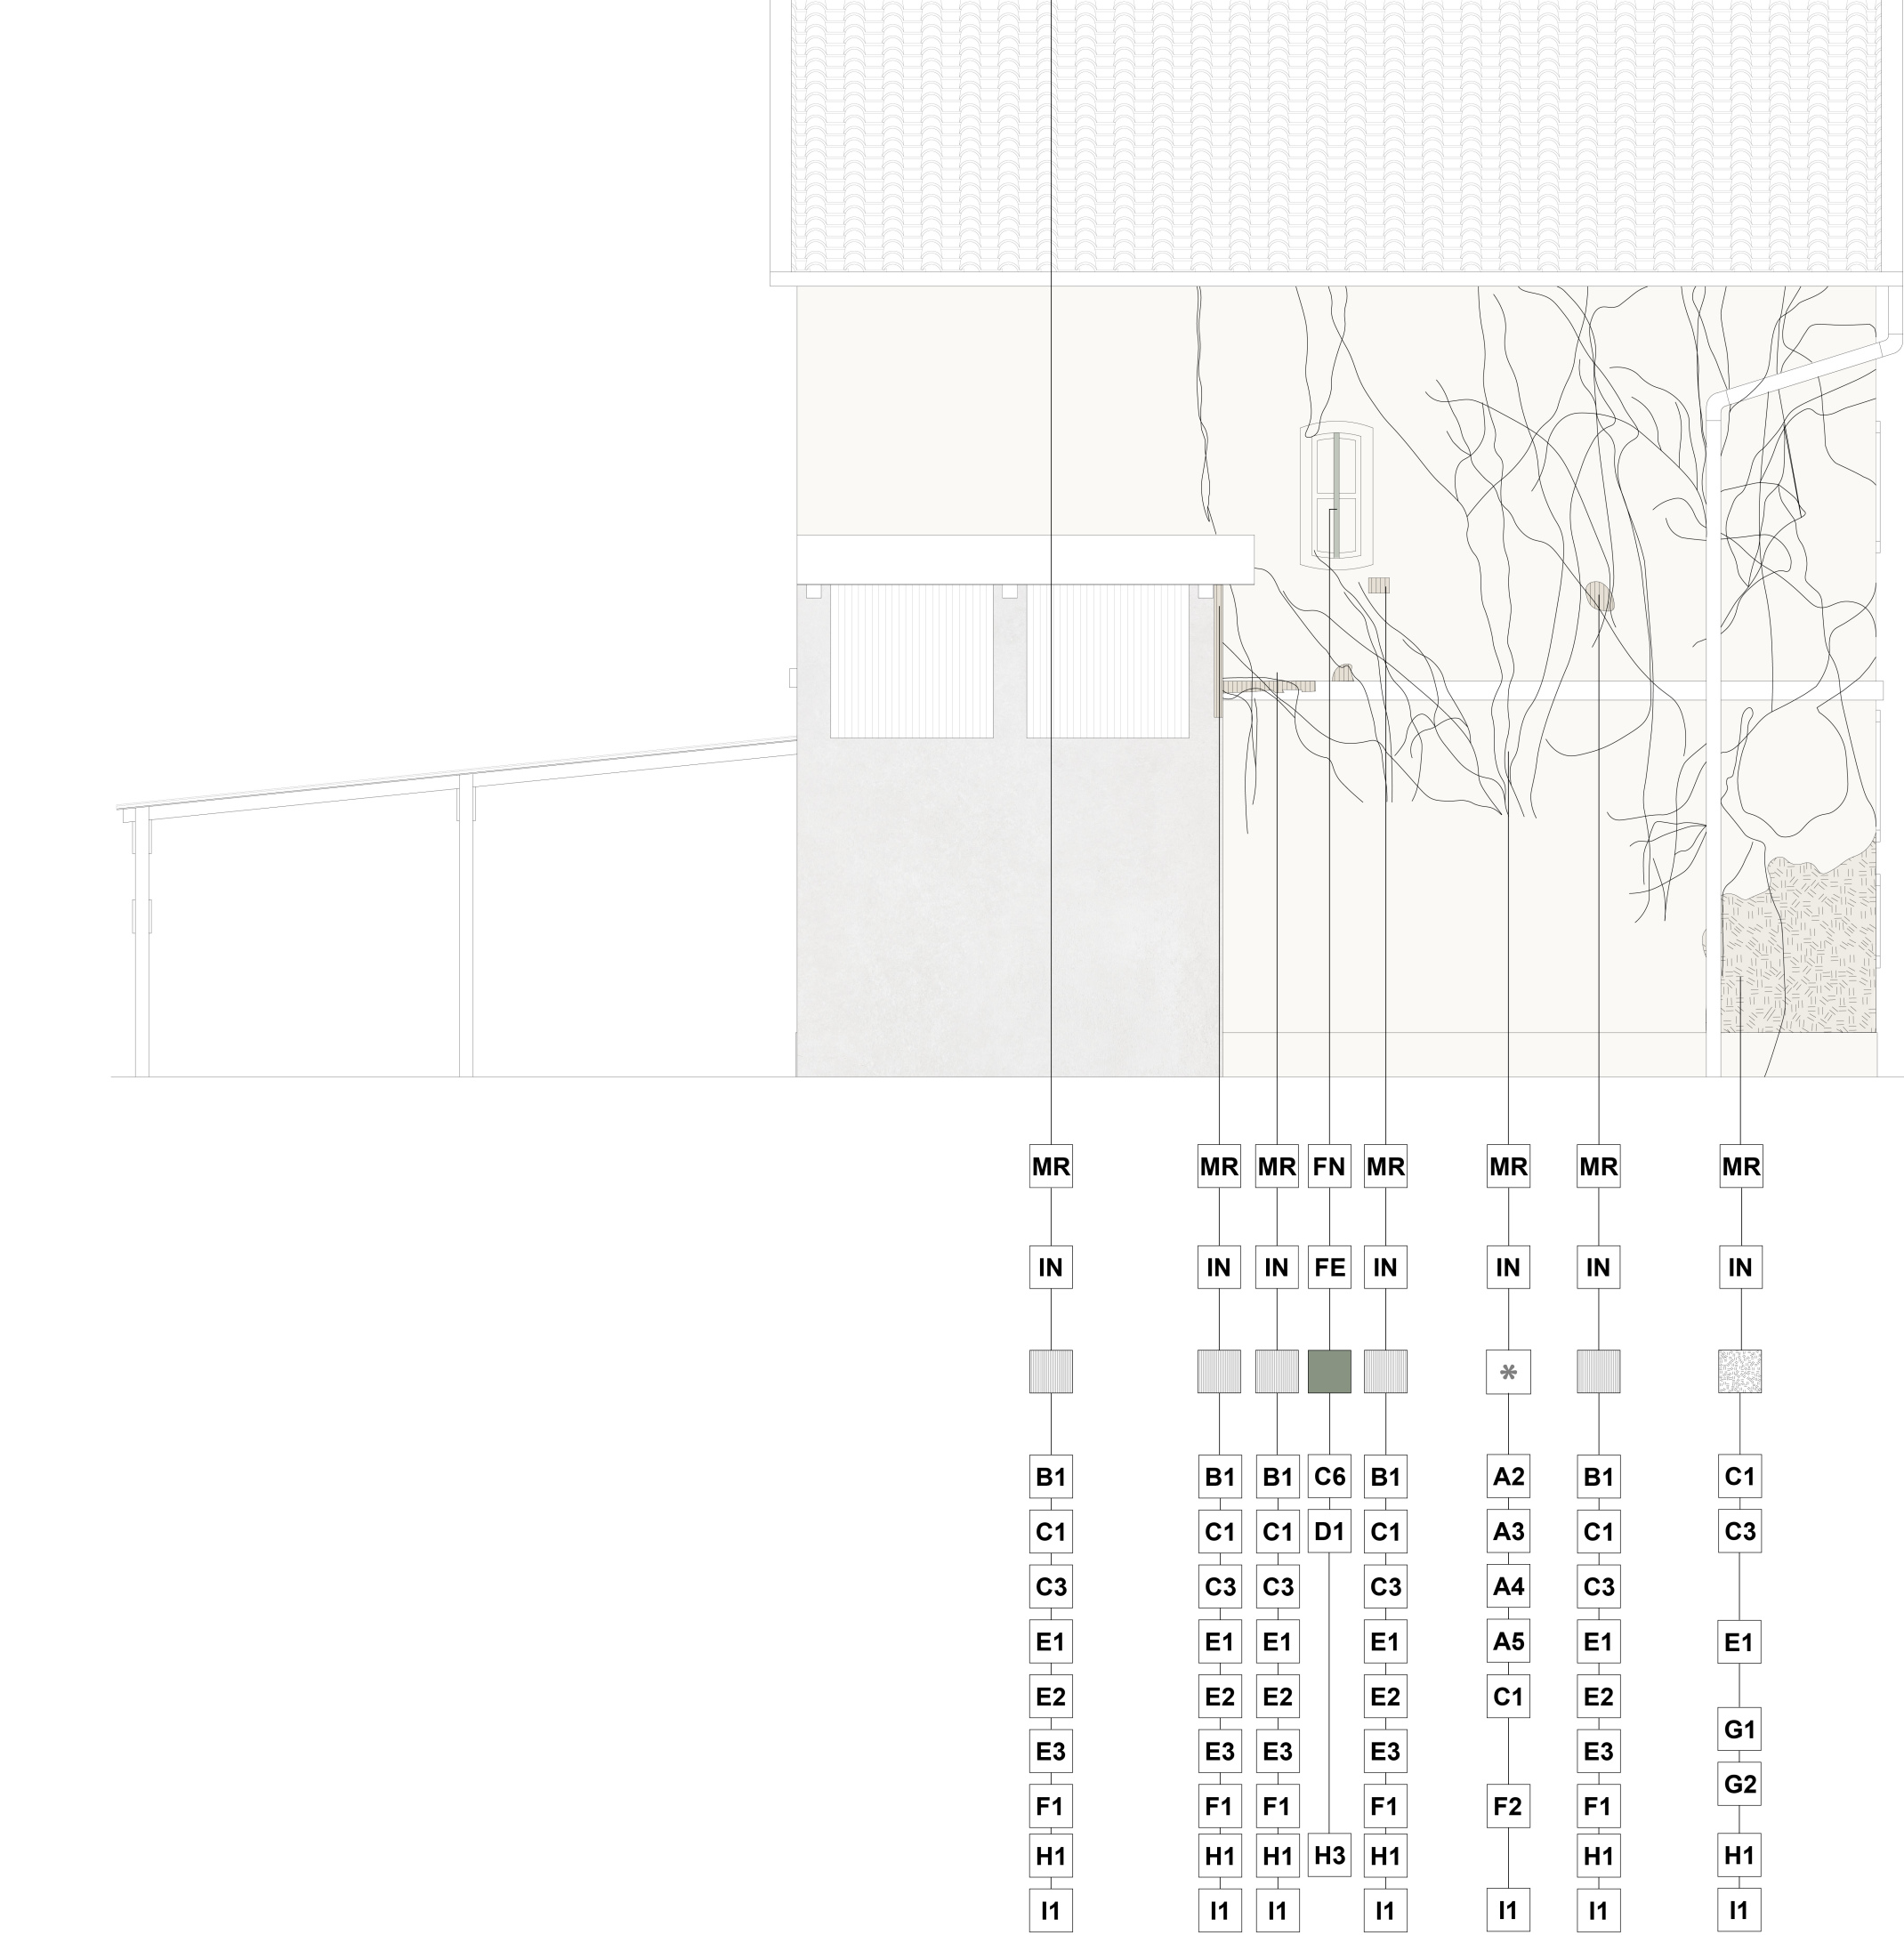 MR MR MR FN MR MR MR MR
IN IN IN FE IN IN IN IN
*
B1 B1 B1 C6 B1 A2 B1 C1
C1 C1 C1 D1 C1 A3 C1 C3
C3 C3 C3 C3 A4 C3
E1 E1 E1 E1 A5 E1 E1
E2 E2 E2 E2 C1 E2
G1
E3 E3 E3 E3 E3
G2
F1 F1 F1 F1 F2 F1
H1 H1 H1 H3 H1 H1 H1
I1 I1 I1 I1 I1 I1 I1